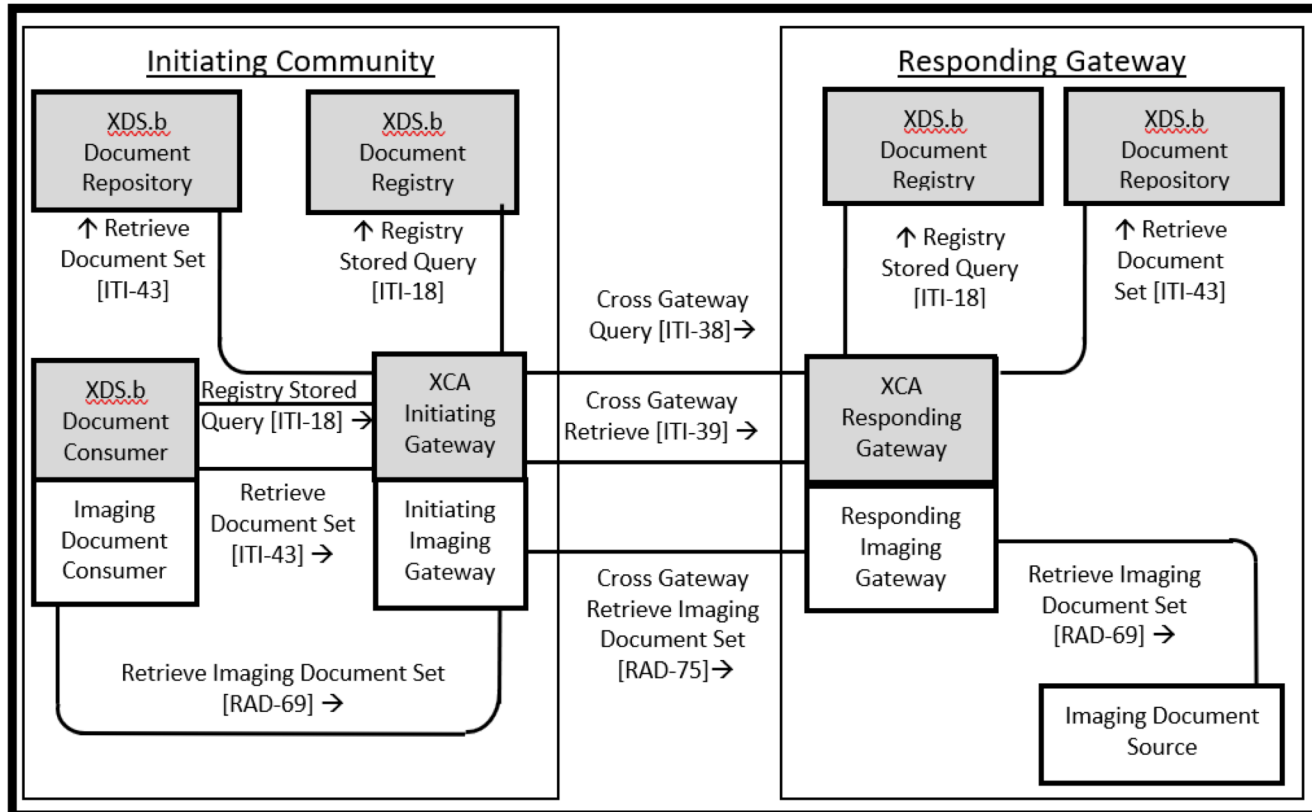 Initiating Community
XDS.b
Document
Repository
XDS.b
Document
Registry
↑ Retrieve
Document Set
[ITI-43]
↑ Registry
Stored Query
[ITI-18]
XDS.b
Document
Consumer
Registry Stored
Query [ITI-18] →
XCA
Initiating
Gateway
Retrieve
Document Set
[ITI-43] →
Imaging
Document
Consumer
Initiating
Imaging
Gateway
Retrieve Imaging Document Set
[RAD-69] →
Cross Gateway
Query [ITI-38]→
Cross Gateway
Retrieve [ITI-39] →
Cross Gateway
Retrieve Imaging
Document Set
[RAD-75]→
Responding Gateway
XDS.b
Document
Registry
XDS.b
Document
Repository
↑ Registry
Stored Query
[ITI-18]
↑ Retrieve
Document
Set [ITI-43]
XCA
Responding
Gateway
Responding
Imaging
Gateway
Retrieve Imaging
Document Set
[RAD-69] →
Imaging Document
Source